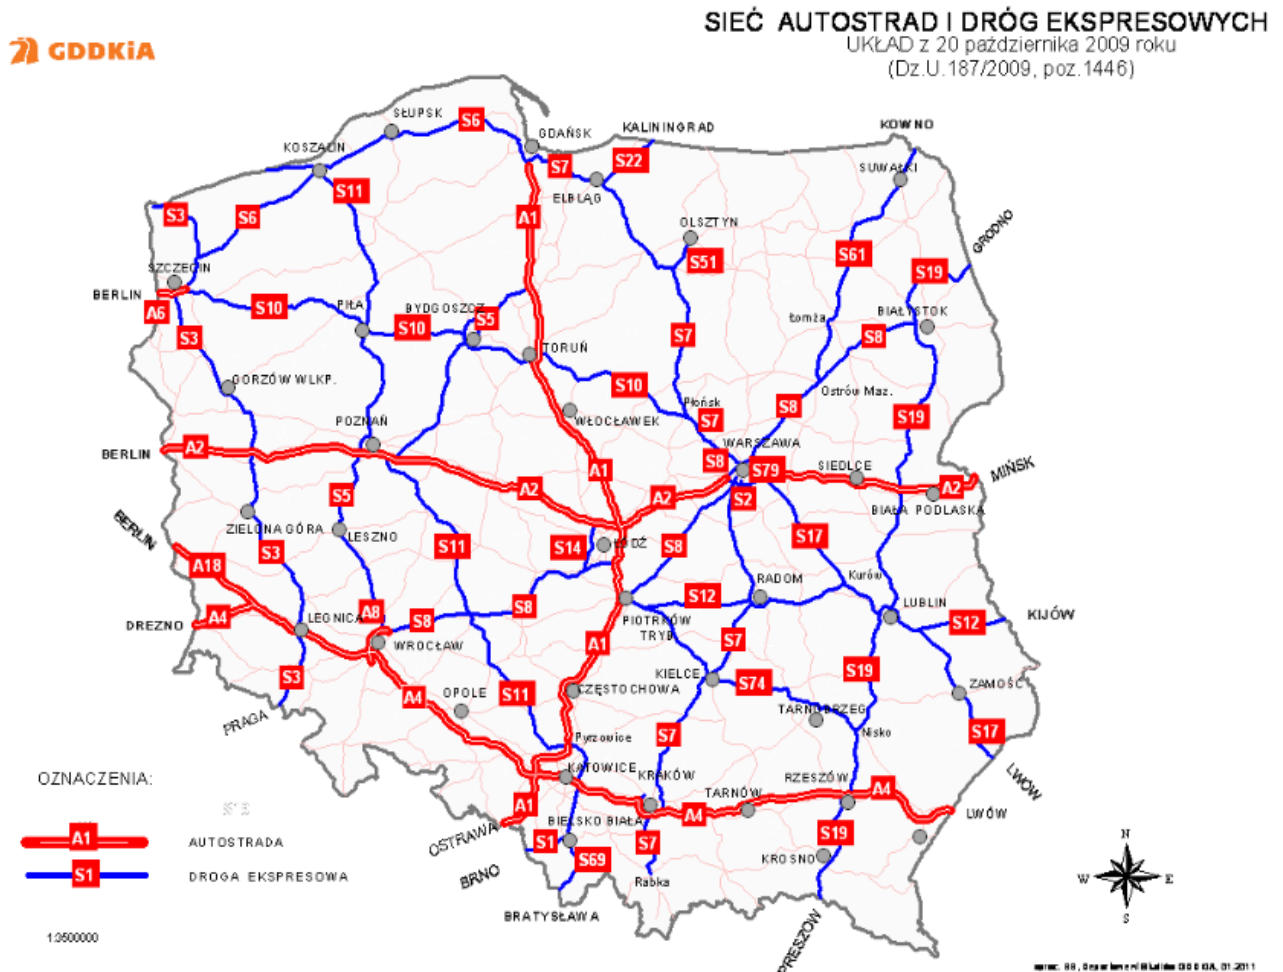 SIEĆ AUTOSTRAD I DRÓG EKSPRESOWYCH
UKŁAD z 20 października 2009 roku
(Dz.U.187/2009, poz.1446)
GDDKiA
SŁUPSK
S6
GDAŃSK
KALININGRAD
KOWNO
KOSZALIN
S7
S22
SUWAŁKI
S11
ELBLĄG
S3
S6
A1
OLSZTYN
GRODNO
S61
S51
SZCZECIN
S19
BERLIN
A6
S10
PIŁA
BYDGOSZCZ
S5
Łomża
BIAŁYSTOK
S3
S10
S7
S8
TORUŃ
GORZÓW WLKP.
S10
Ostrów Maz.
Płońsk
S8
S19
POZNAŃ
WŁOCŁAWEK
S7
WARSZAWA
BERLIN
A2
S8
S79
SIEDLCE
MIŃSK
A1
A2
A2
S2
A2
S5
BIAŁA PODLASKA
BERLIN
ZIELONA GÓRA
LESZNO
S3
S11
S14
ŁÓDŹ
S8
S17
A18
RADOM
Kurów
S12
A8
S8
S8
LUBLIN
DREZNO
A4
LEGNICA
PIOTRKÓW
TRYB
S12
KIJÓW
WROCŁAW
A1
S7
S3
KIELCE
S74
S19
ZAMOŚĆ
A4
OPOLE
S11
CZĘSTOCHOWA
TARNOBRZEG
PRAGA
S7
Nisko
S17
Pyrzowice
LWÓW
KATOWICE
KRAKÓW
TARNÓW
RZESZÓW
A4
A1
A4
LWÓW
OSTRAWA
BIELSKO BIAŁA
S1
S7
S19
S69
KROSNO
BRNO
Rabka
BRATYSŁAWA
PRESZÓW
OZNACZENIA:
A1
AUTOSTRADA
S1
DROGA EKSPRESOWA
1:3500000
N
W
E
S